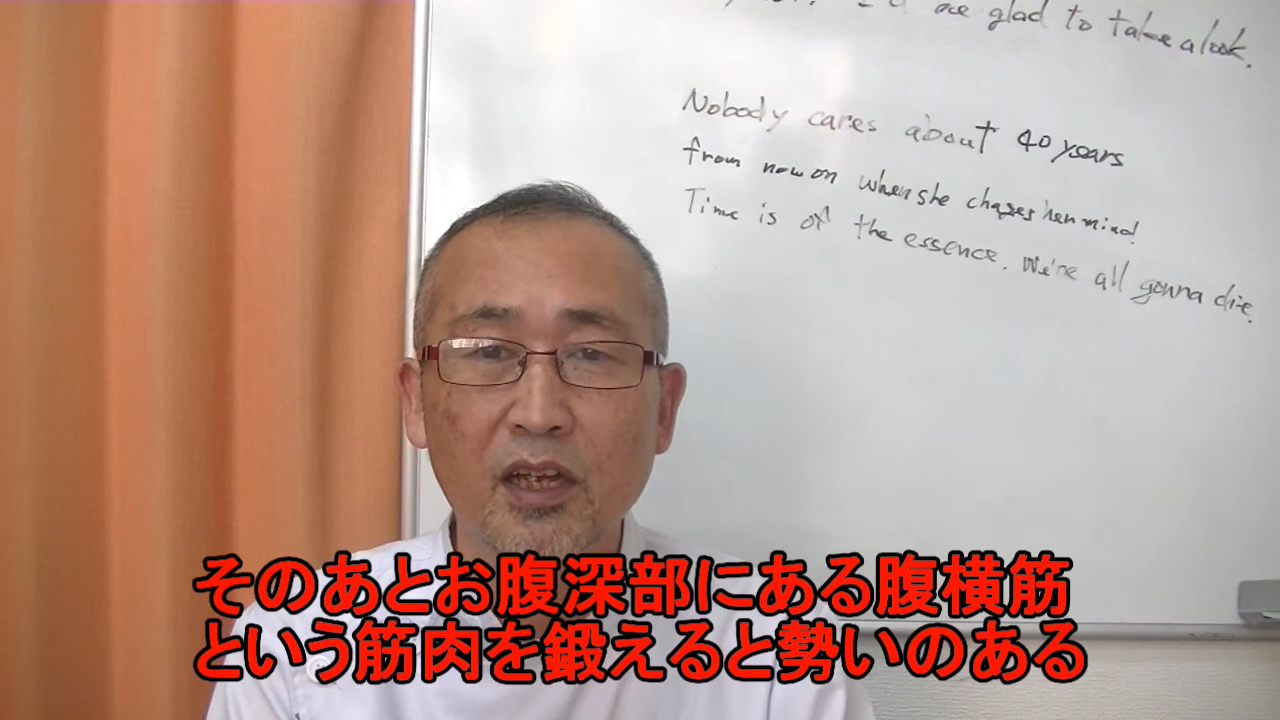 glad to take a look.
Nobody cares about 40 years
from now on when she chages her mind.
Time is of the essence. We're all gonna die.
そのあとお腹深部にある腹横筋
という筋肉を鍛えると勢いのある